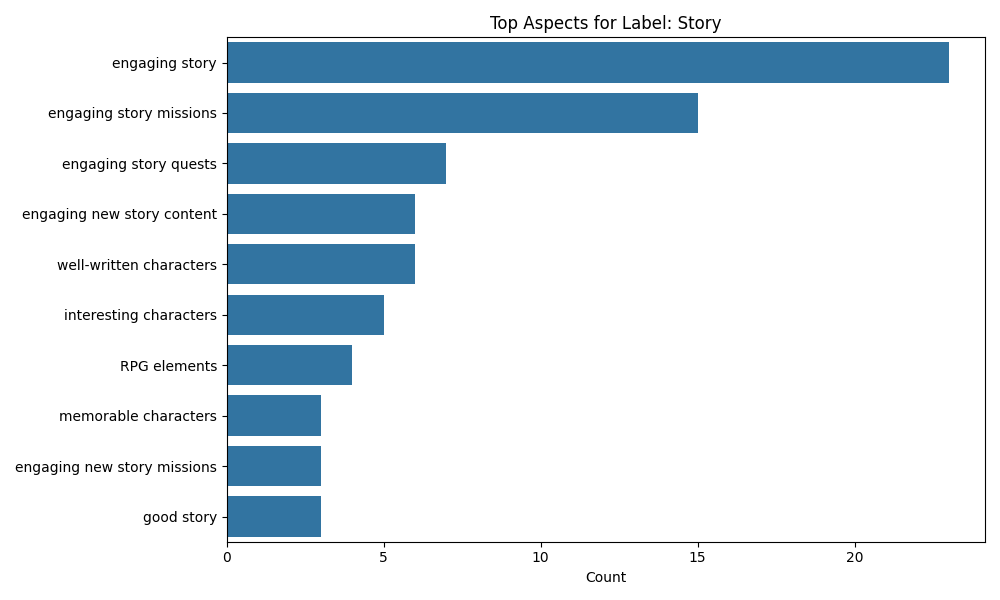 Top Aspects for Label: Story
engaging story
engaging story missions
engaging story quests
engaging new story content
well-written characters
interesting characters
RPG elements
memorable characters
engaging new story missions
good story
0 5 10 15 20
Count